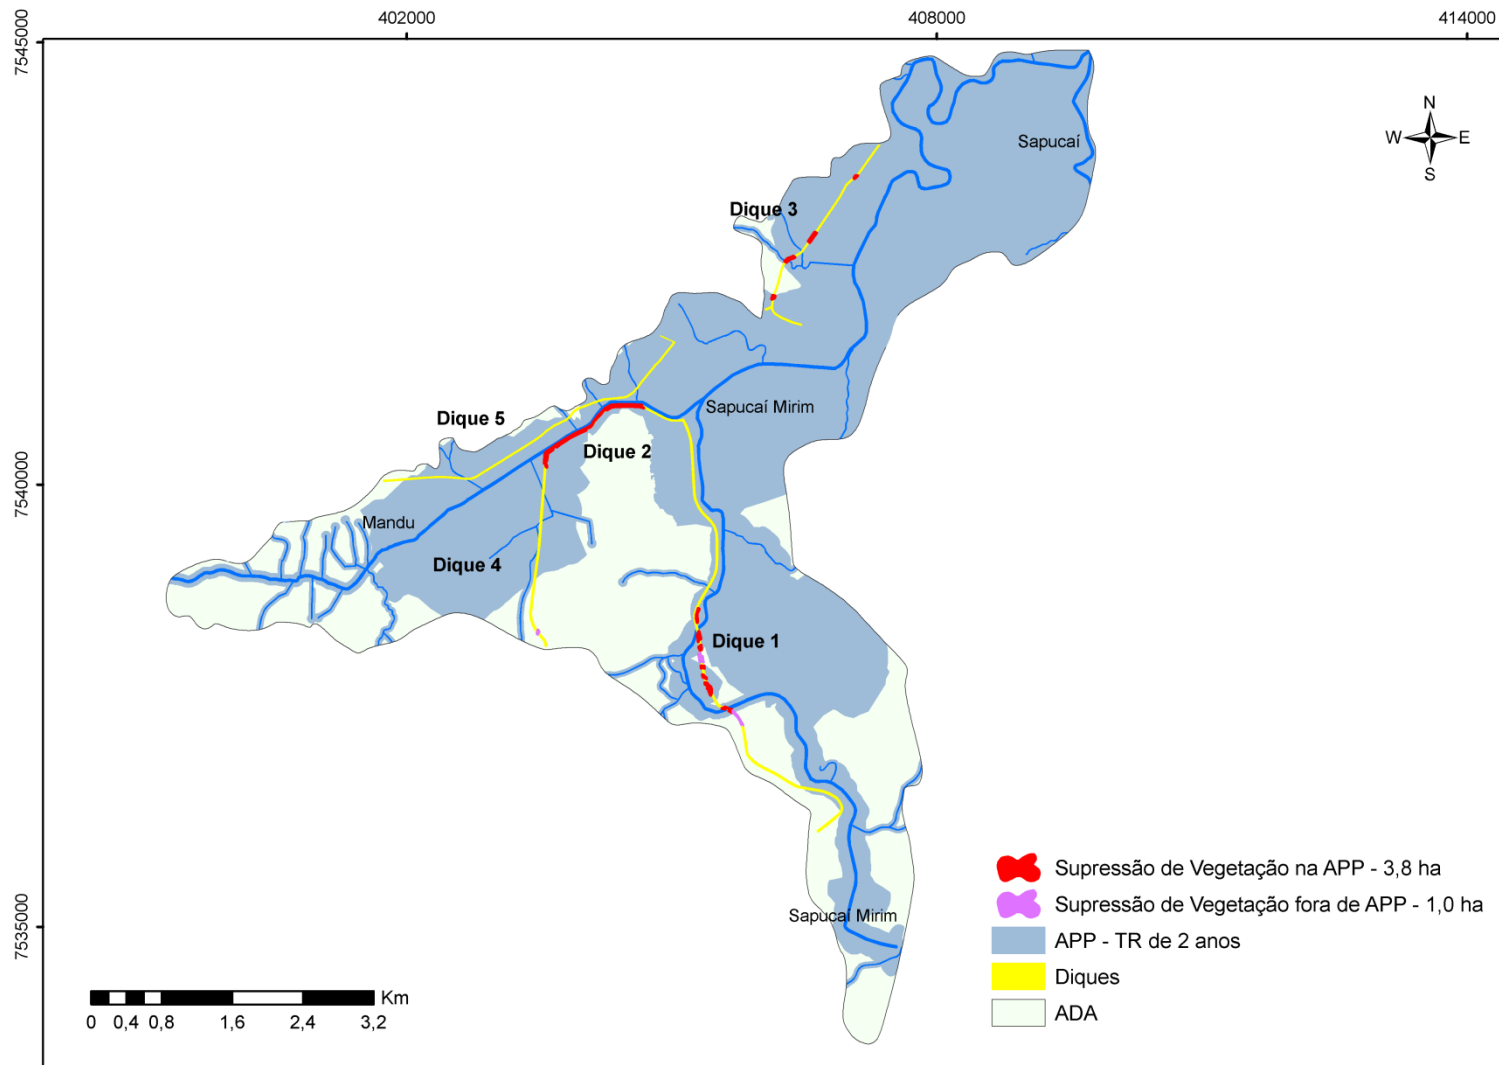 402000
408000
414000
7545000
N
W E
S
Sapucaí
Dique 3
Sapucaí Mirim
Dique 5
Dique 2
7540000
Mandu
Dique 4
Dique 1
Supressão de Vegetação na APP - 3,8 ha
Supressão de Vegetação fora de APP - 1,0 ha
Sapucaí Mirim
7535000
APP - TR de 2 anos
Diques
ADA
Km
0 0,4 0,8 1,6 2,4 3,2